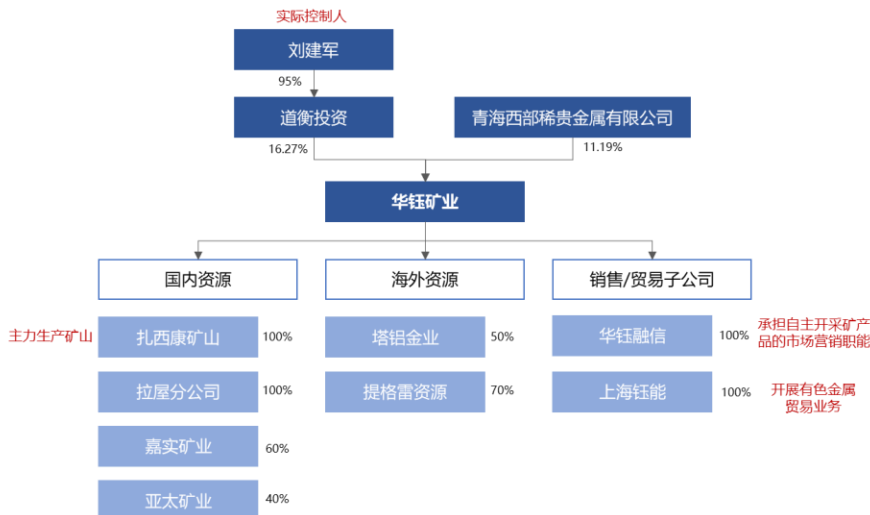 实际控制人
刘建军
95%
道衡投资
青海西部稀贵金属有限公司
16.27%
11.19%
华钰矿业
国内资源
海外资源
销售/贸易子公司
主力生产矿山
扎西康矿山
100%
塔铝金业
50%
华钰融信
100%
承担自主开采矿产
品的市场营销职能
拉屋分公司
100%
提格雷资源
70%
上海钰能
100%
开展有色金属
贸易业务
嘉实矿业
60%
亚太矿业
40%